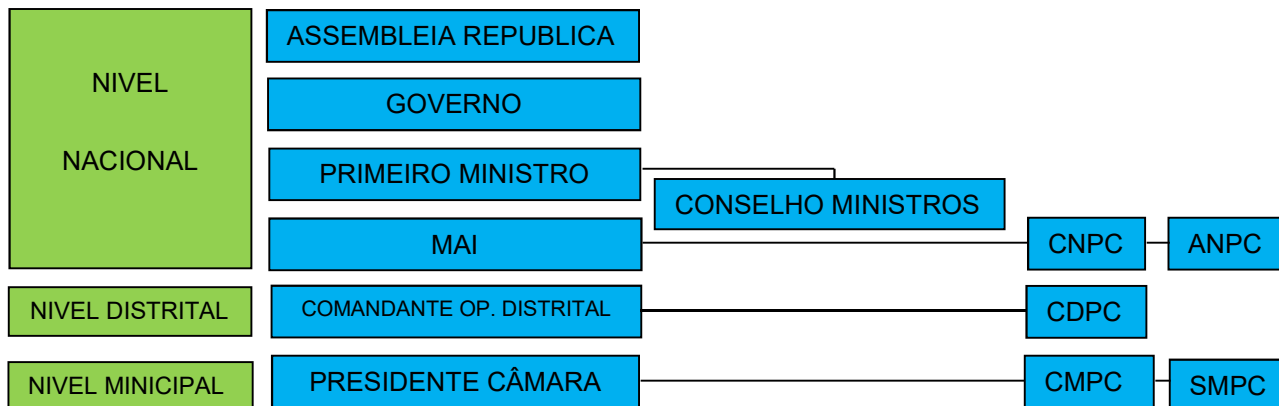 NIVEL
NACIONAL
ASSEMBLEIA REPUBLICA
GOVERNO
PRIMEIRO MINISTRO
CONSELHO MINISTROS
MAI
CNPC
ANPC
NIVEL DISTRITAL
COMANDANTE OP. DISTRITAL
CDPC
NIVEL MINICIPAL
PRESIDENTE CÂMARA
CMPC
SMPC